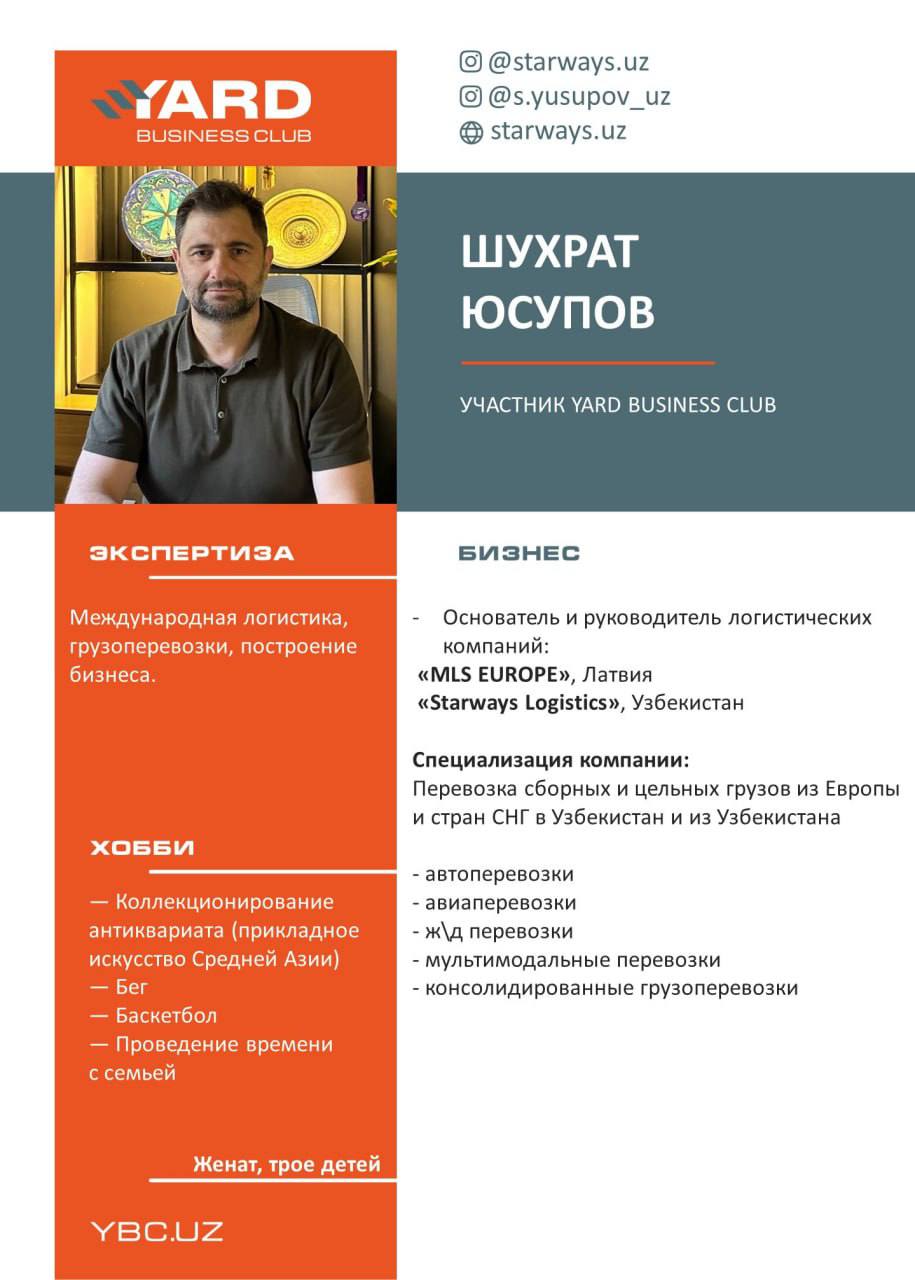 YARD
BUSINESS CLUB
@starways.uz
@s.yusupov_uz
starways.uz
ШУХРАТ
ЮСУПОВ
УЧАСТНИК YARD BUSINESS CLUB
ЭКСПЕРТИЗА
Международная логистика,
грузоперевозки, построение
бизнеса.
ХОББИ
— Коллекционирование
антиквариата (прикладное
искусство Средней Азии)
— Бег
— Баскетбол
— Проведение времени
с семьей
Женат, трое детей
YBC.UZ
БИЗНЕС
- Основатель и руководитель логистических
компаний:
«MLS EUROPE», Латвия
«Starways Logistics», Узбекистан
Специализация компании:
Перевозка сборных и цельных грузов из Европы
и стран СНГ в Узбекистан и из Узбекистана
- автоперевозки
- авиаперевозки
- ж\д перевозки
- мультимодальные перевозки
- консолидированные грузоперевозки